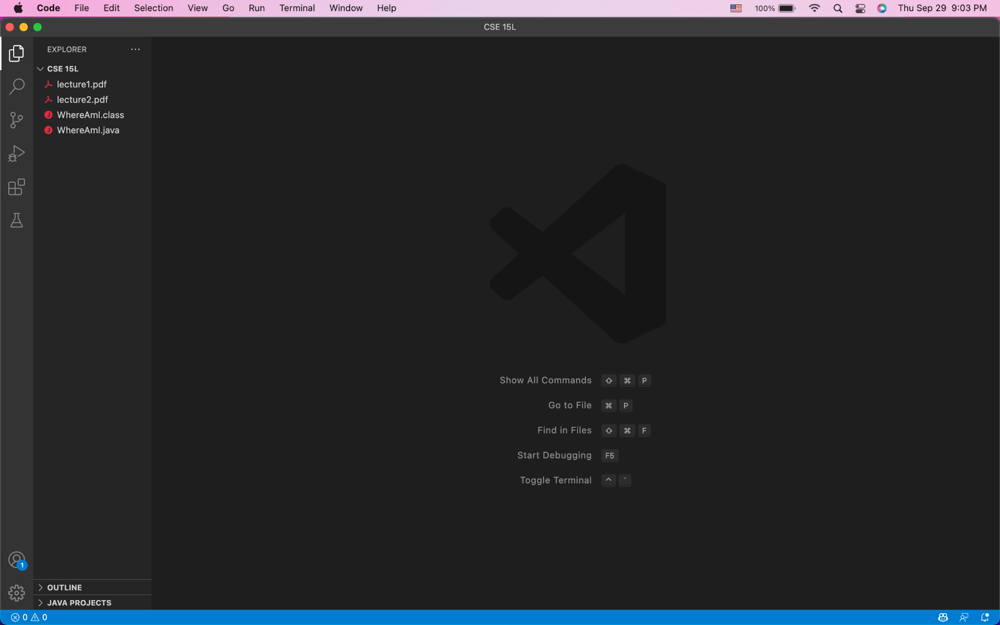 Code File Edit Selection View Go Run Terminal Window Help 100% Thu Sep 29 9:03 PM
CSE 15L
EXPLORER ···
CSE 15L
lecture1.pdf
lecture2.pdf
J WhereAmI.class
J WhereAmI.java
Show All Commands ⇧ ⌘ P
Go to File ⌘ P
Find in Files ⇧ ⌘ F
Start Debugging F5
Toggle Terminal ^ `
1
OUTLINE
JAVA PROJECTS
0 0